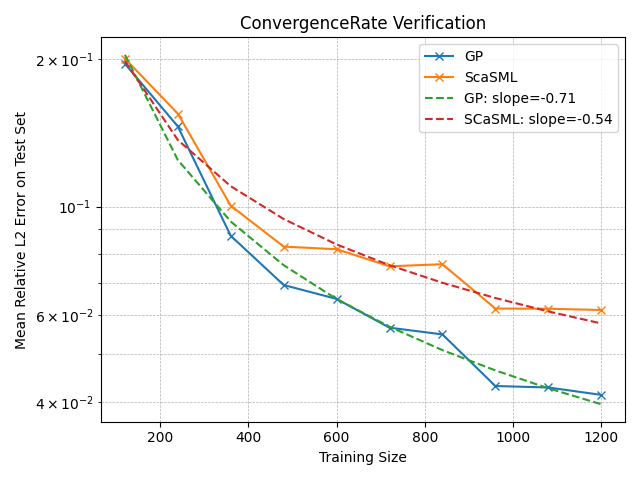 ConvergenceRate Verification
GP
ScaSML
GP: slope=-0.71
SCaSML: slope=-0.54
Mean Relative L2 Error on Test Set
2 × 10⁻¹
10⁻¹
6 × 10⁻²
4 × 10⁻²
200 400 600 800 1000 1200
Training Size